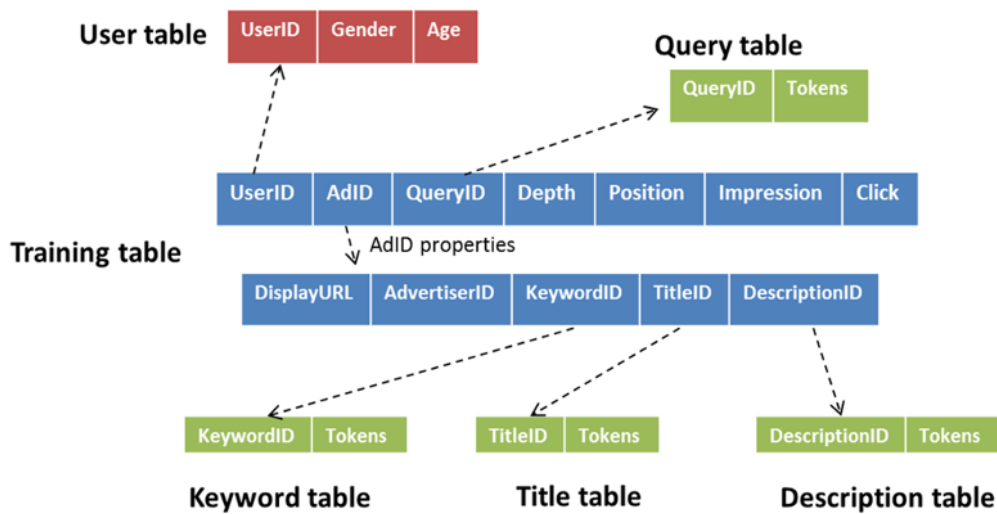 User table
UserID Gender Age
Query table
QueryID Tokens
UserID AdID QueryID Depth Position Impression Click
Training table
AdID properties
DisplayURL AdvertiserID KeywordID TitleID DescriptionID
KeywordID Tokens
TitleID Tokens
DescriptionID Tokens
Keyword table
Title table
Description table